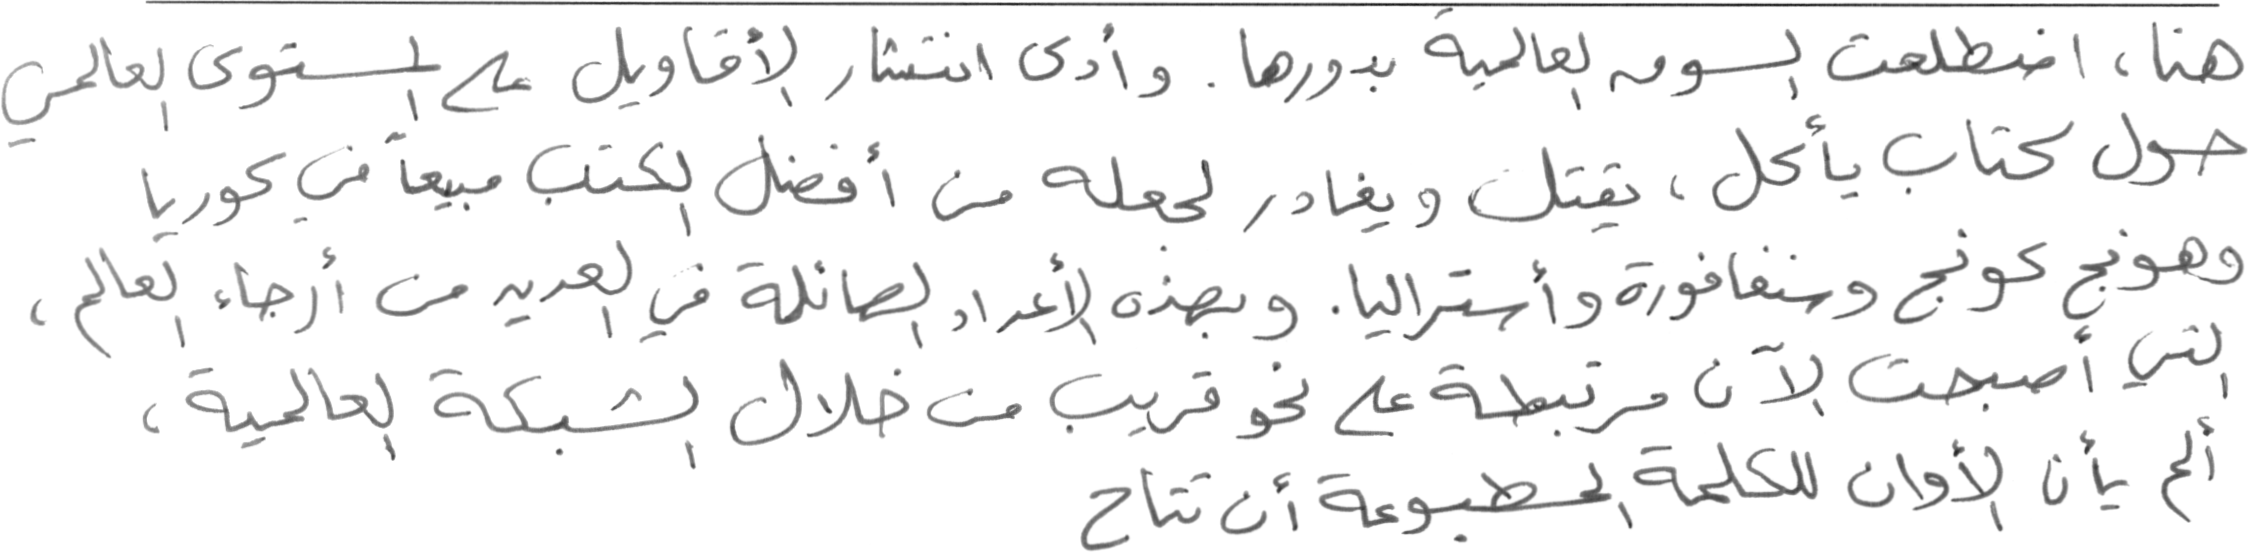 هنا، اضطلعت السوق العالمية بدورها. وأدى انتشار الأقاويل على المستوى العالمي
حول كتاب يأكل، يقتل ويغادر لجعله من أفضل الكتب مبيعاً في كوريا
وهونج كونج وسنغافورة وأستراليا. وبهذه الأعداد الهائلة في العديد من أرجاء العالم،
التي أصبحت الآن مرتبطة على نحو قريب من خلال الشبكة العالمية،
ألم يأن الأوان للكلمة المطبوعة أن تتاح